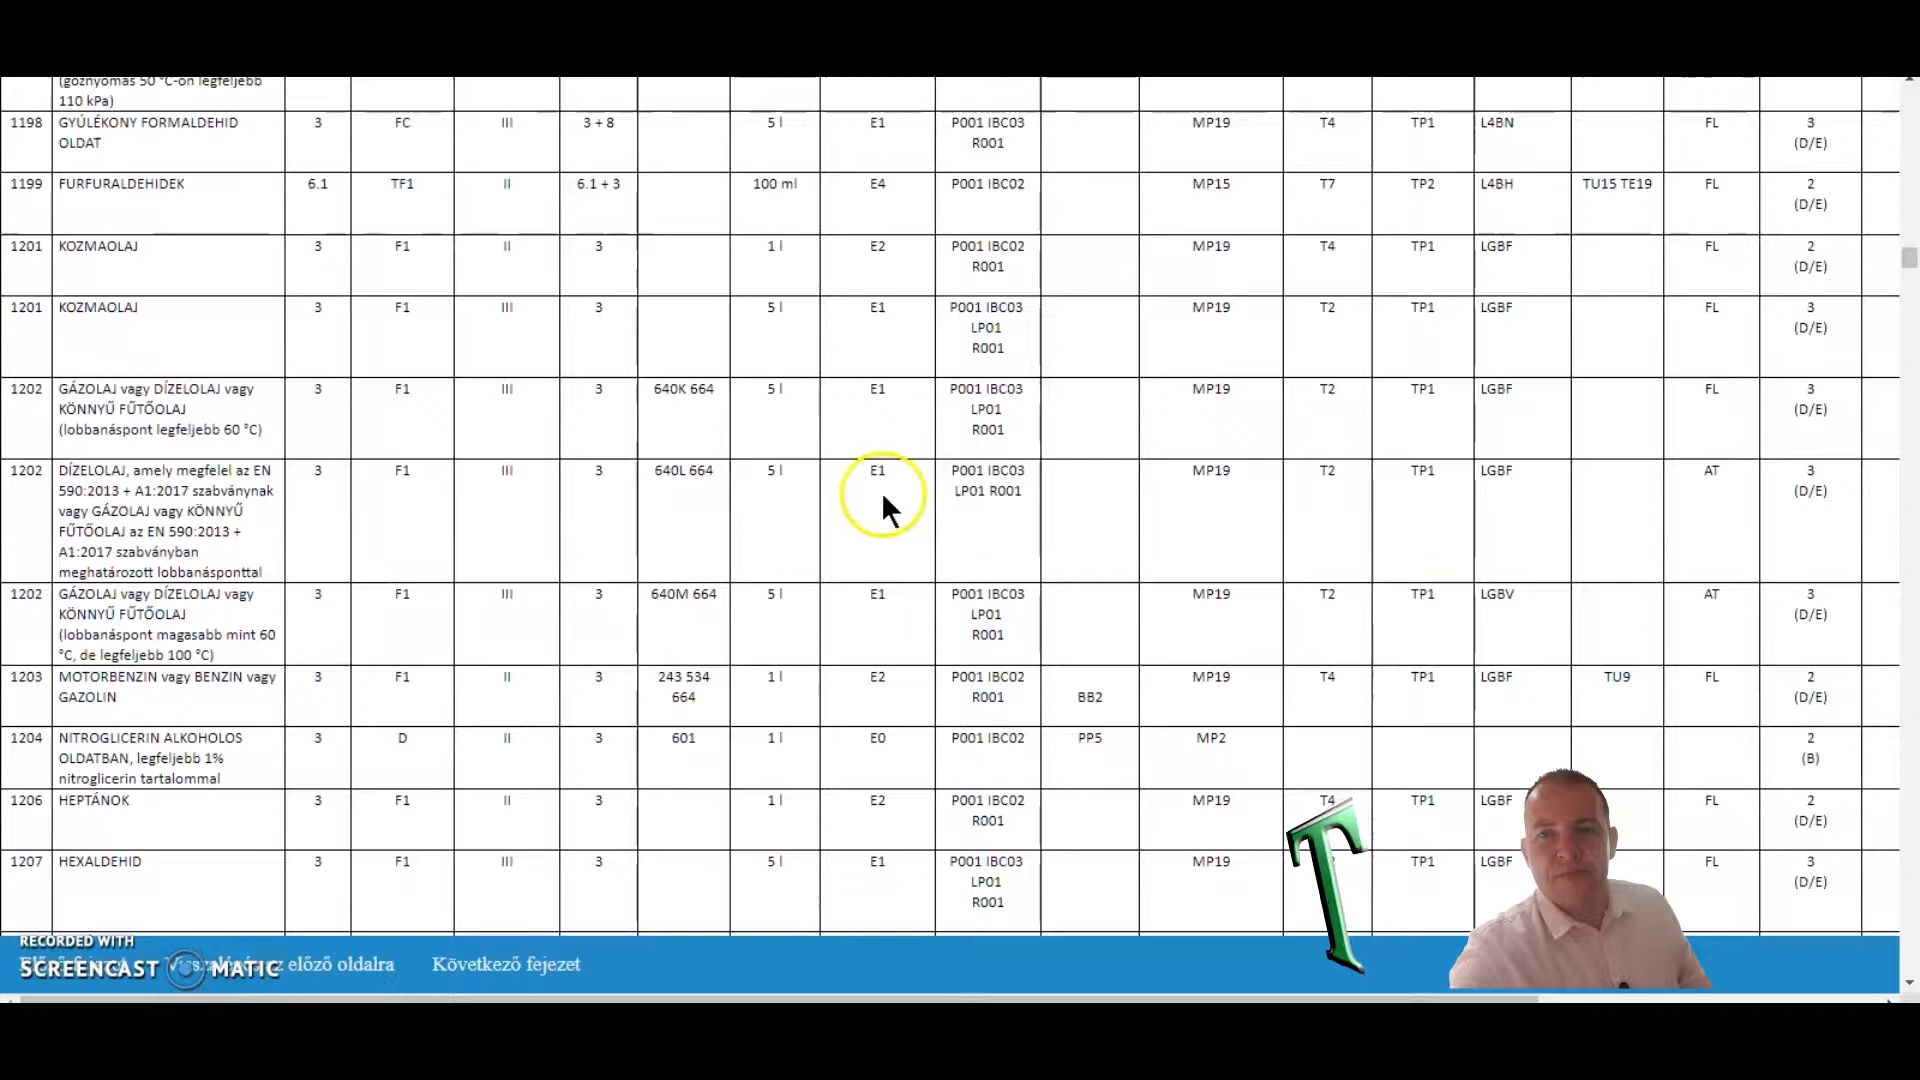 (gőznyomás 50 °C-on legfeljebb
110 kPa)
1198 GYÚLÉKONY FORMALDEHID 3 FC III 3 + 8 5 l E1 P001 IBC03 MP19 T4 TP1 L4BN FL 3
OLDAT R001 (D/E)
1199 FURFURALDEHIDEK 6.1 TF1 II 6.1 + 3 100 ml E4 P001 IBC02 MP15 T7 TP2 L4BH TU15 TE19 FL 2
(D/E)
1201 KOZMAOLAJ 3 F1 II 3 1 l E2 P001 IBC02 MP19 T4 TP1 LGBF FL 2
R001 (D/E)
1201 KOZMAOLAJ 3 F1 III 3 5 l E1 P001 IBC03 MP19 T2 TP1 LGBF FL 3
LP01 (D/E)
R001
1202 GÁZOLAJ vagy DÍZELOLAJ vagy 3 F1 III 3 640K 664 5 l E1 P001 IBC03 MP19 T2 TP1 LGBF FL 3
KÖNNYŰ FŰTŐOLAJ LP01 (D/E)
(lobbanáspont legfeljebb 60 °C) R001
1202 DÍZELOLAJ, amely megfelel az EN 3 F1 III 3 640L 664 5 l E1 P001 IBC03 MP19 T2 TP1 LGBF AT 3
590:2013 + A1:2017 szabványnak LP01 R001 (D/E)
vagy GÁZOLAJ vagy KÖNNYŰ
FŰTŐOLAJ az EN 590:2013 +
A1:2017 szabványban
meghatározott lobbanásponttal
1202 GÁZOLAJ vagy DÍZELOLAJ vagy 3 F1 III 3 640M 664 5 l E1 P001 IBC03 MP19 T2 TP1 LGBV AT 3
KÖNNYŰ FŰTŐOLAJ LP01 (D/E)
(lobbanáspont magasabb mint 60 R001
°C, de legfeljebb 100 °C)
1203 MOTORBENZIN vagy BENZIN vagy 3 F1 II 3 243 534 1 l E2 P001 IBC02 MP19 T4 TP1 LGBF TU9 FL 2
GAZOLIN 664 R001 BB2 (D/E)
1204 NITROGLICERIN ALKOHOLOS 3 D II 3 601 1 l E0 P001 IBC02 PP5 MP2 2
OLDATBAN, legfeljebb 1% (B)
nitroglicerin tartalommal
1206 HEPTÁNOK 3 F1 II 3 1 l E2 P001 IBC02 MP19 T4 TP1 LGBF FL 2
R001 (D/E)
1207 HEXALDEHID 3 F1 III 3 5 l E1 P001 IBC03 MP19 TP1 LGBF FL 3
LP01 (D/E)
R001
T
RECORDED WITH
SCREENCAST MATIC
előző oldalra Következő fejezet